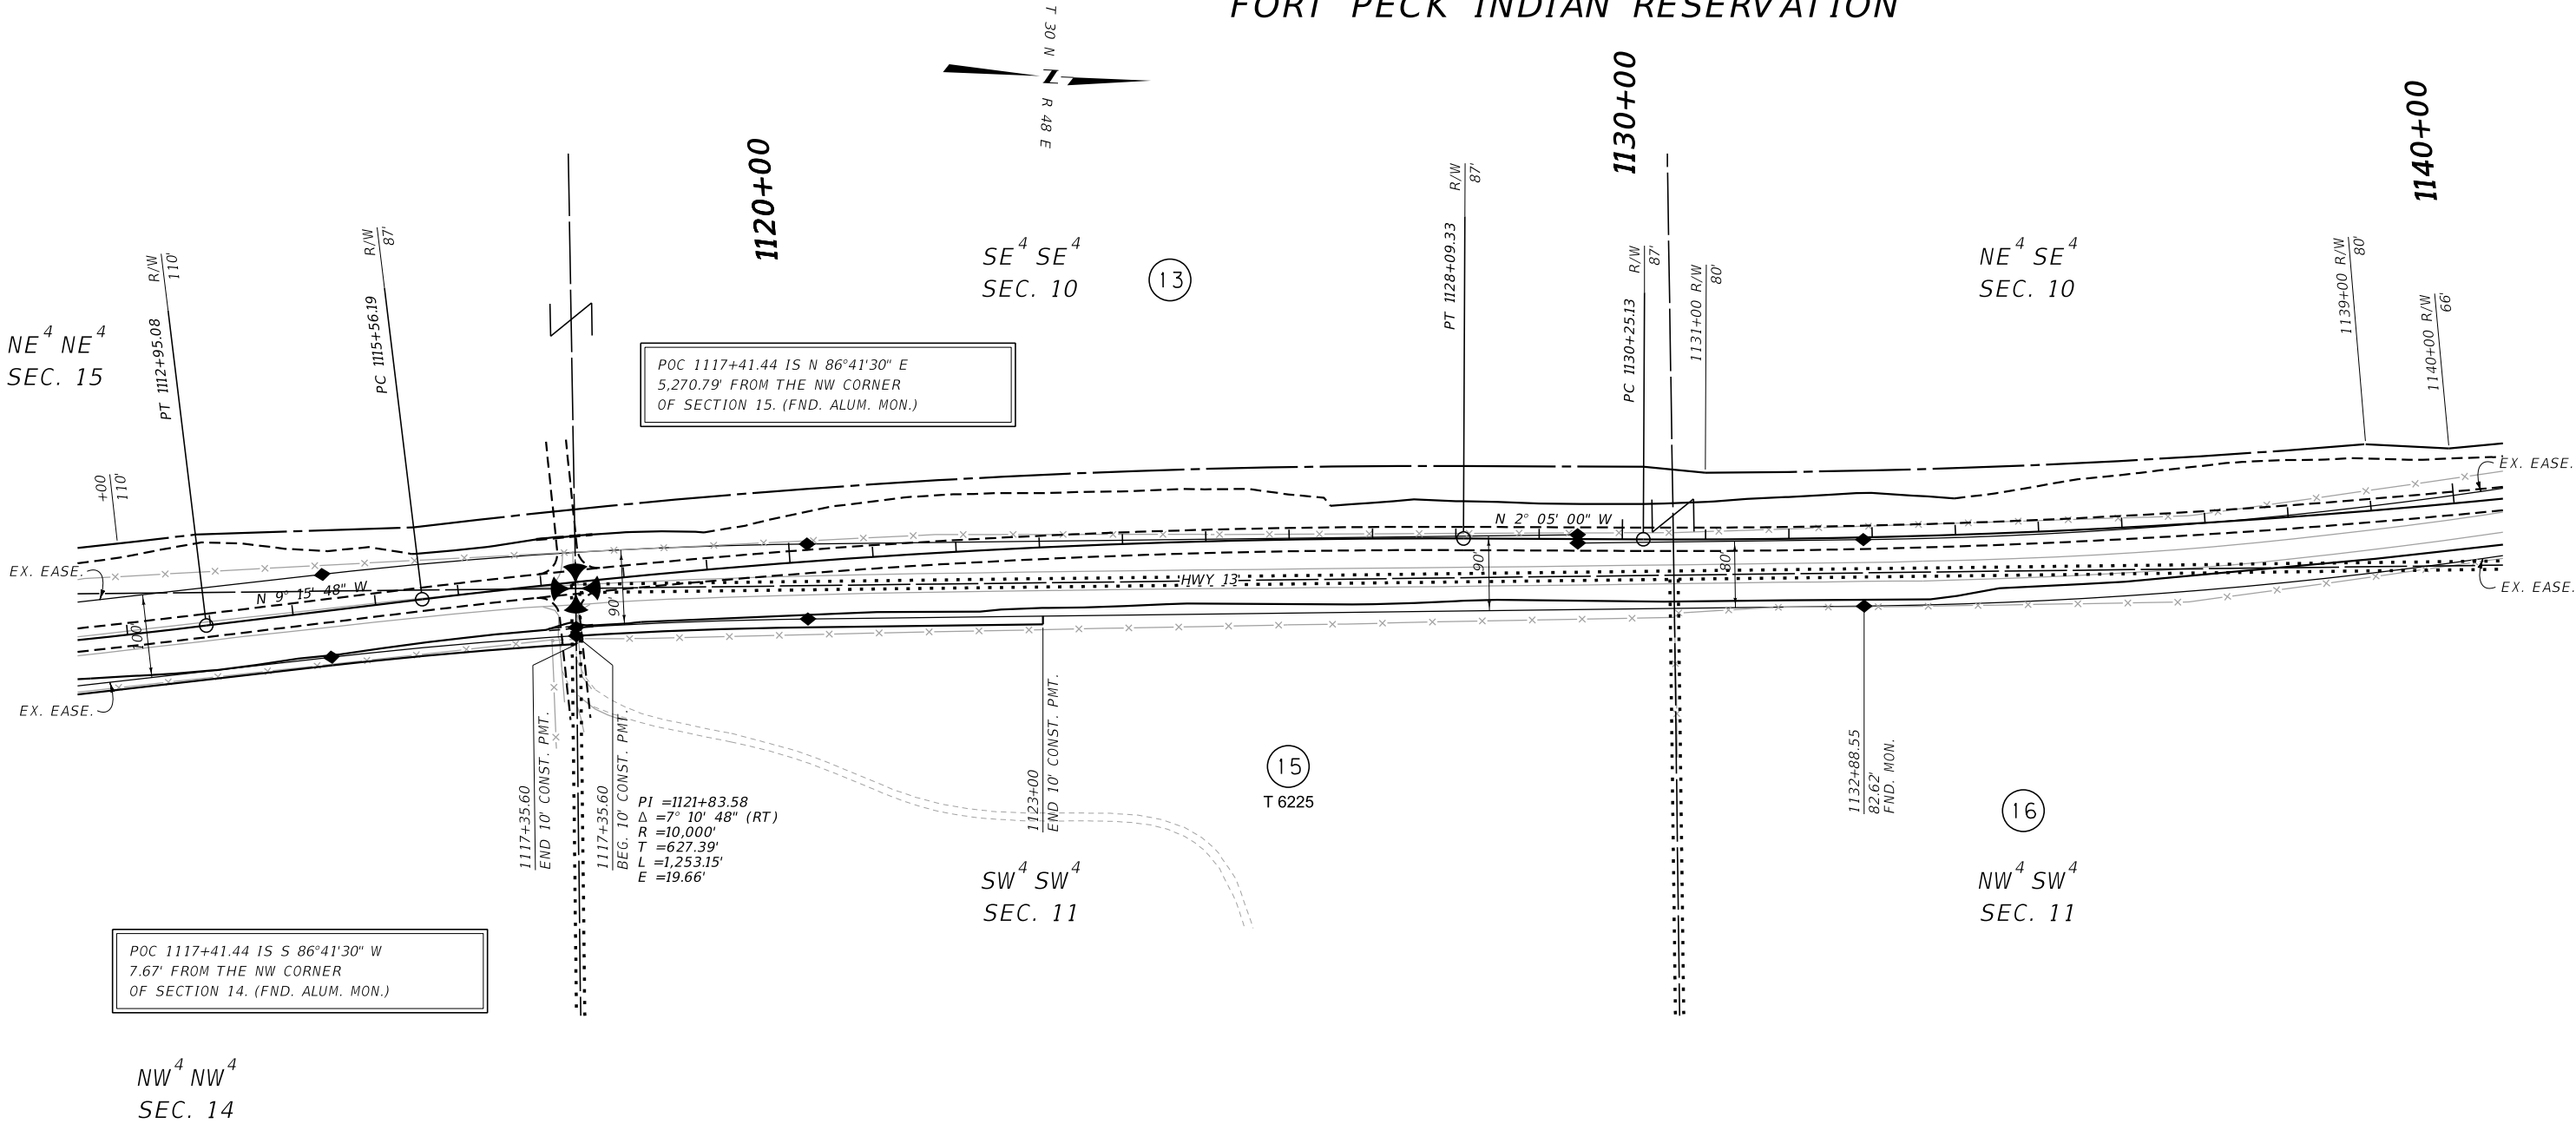 FORT PECK INDIAN RESERVATION
T 30 N
N
R 48 E
1120+00
1130+00
1140+00
NE⁴ NE⁴
SEC. 15
SE⁴ SE⁴
SEC. 10
13
NE⁴ SE⁴
SEC. 10
+00
110'
PT 1112+95.08
R/W
110'
PC 1115+56.19
R/W
87'
PT 1128+09.33
R/W
87'
PC 1130+25.13
R/W
87'
1131+00 R/W
80'
1139+00 R/W
80'
1140+00 R/W
66'
POC 1117+41.44 IS N 86°41'30" E
5,270.79' FROM THE NW CORNER
OF SECTION 15. (FND. ALUM. MON.)
EX. EASE.
N 9° 15' 48" W
EX. EASE.
90'
HWY 13
N 2° 05' 00" W
90'
80'
EX. EASE.
EX. EASE.
1117+35.60
END 10' CONST. PMT.
1117+35.60
BEG. 10' CONST. PMT.
PI =1121+83.58
Δ =7° 10' 48" (RT)
R =10,000'
T =627.39'
L =1,253.15'
E =19.66'
1123+00
END 10' CONST. PMT.
15
T 6225
1132+88.55
82.62'
FND. MON.
16
SW⁴ SW⁴
SEC. 11
NW⁴ SW⁴
SEC. 11
POC 1117+41.44 IS S 86°41'30" W
7.67' FROM THE NW CORNER
OF SECTION 14. (FND. ALUM. MON.)
NW⁴ NW⁴
SEC. 14